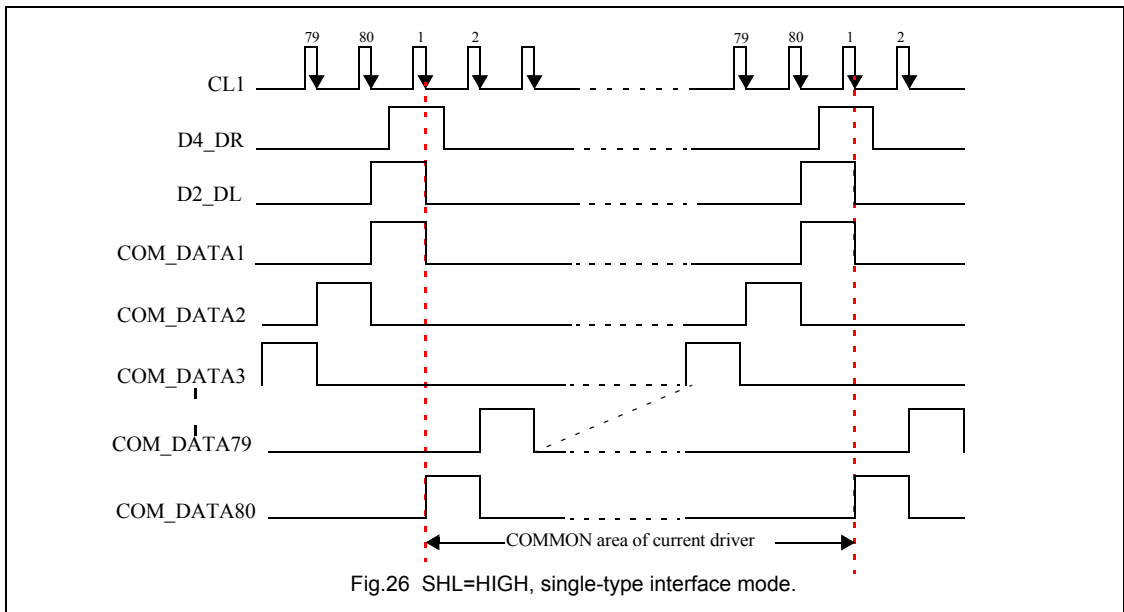 79 80 1 2 79 80 1 2
CL1
D4_DR
D2_DL
COM_DATA1
COM_DATA2
COM_DATA3
COM_DATA79
COM_DATA80
COMMON area of current driver
Fig.26 SHL=HIGH, single-type interface mode.